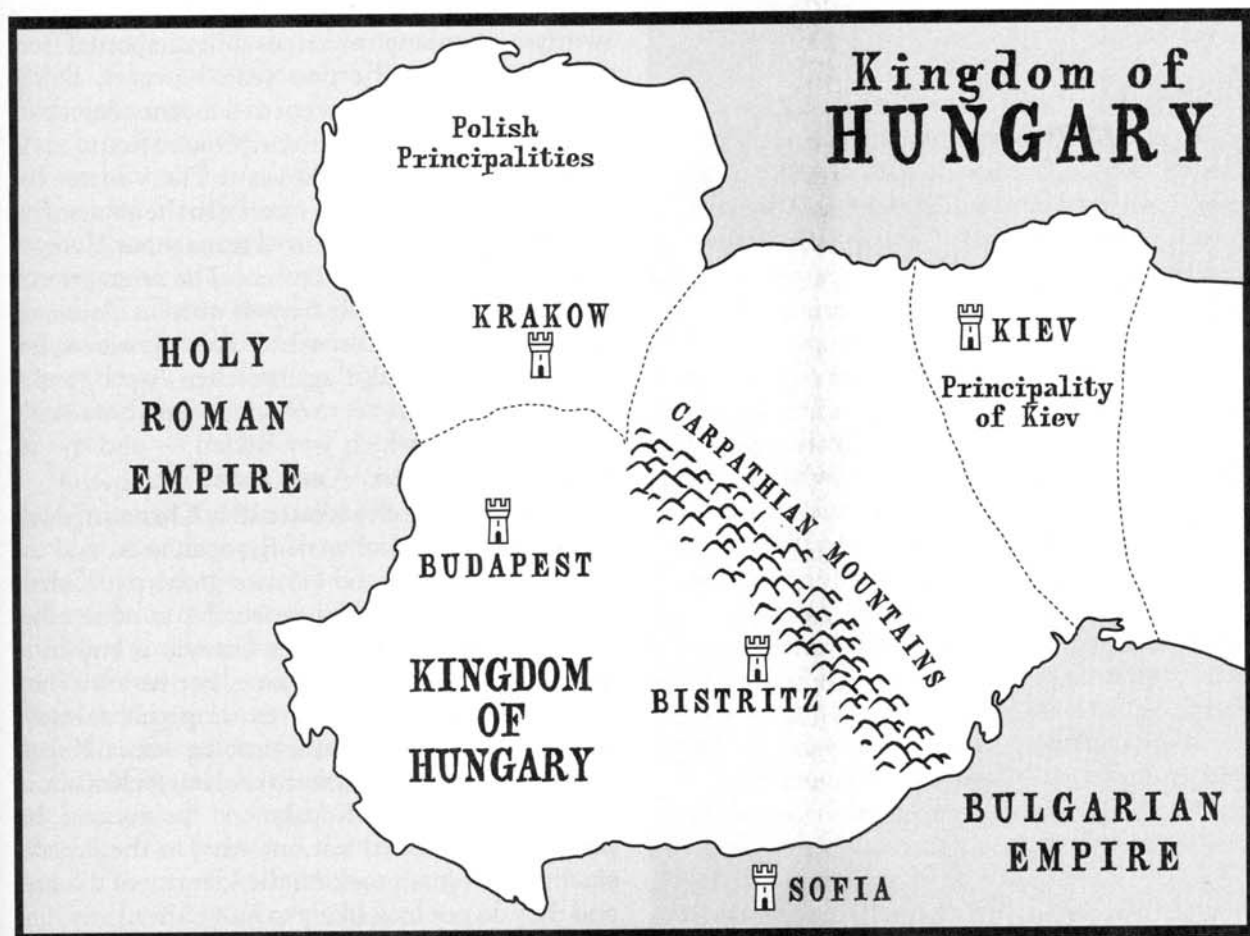 Kingdom of
HUNGARY
Polish
Principalities
KRAKOW
HOLY
ROMAN
EMPIRE
KIEV
Principality
of Kiev
CARPATHIAN MOUNTAINS
BUDAPEST
BISTRITZ
KINGDOM
OF
HUNGARY
BULGARIAN
EMPIRE
SOFIA